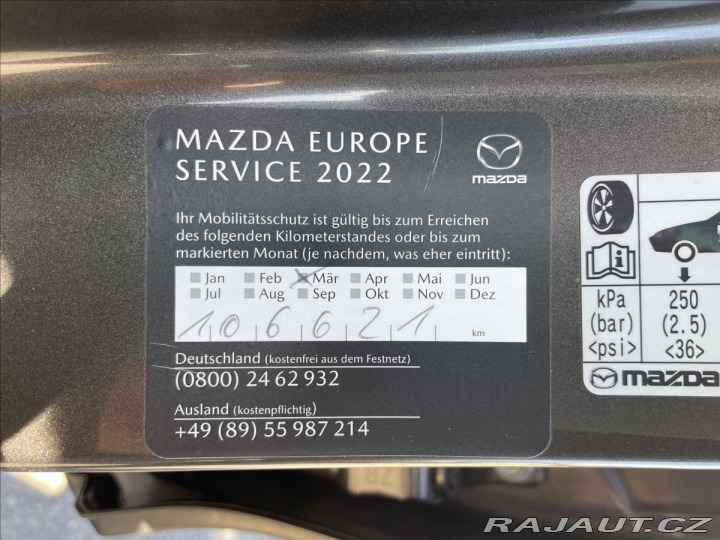 MAZDA EUROPE
SERVICE 2022
mazda
Ihr Mobilitätsschutz ist gültig bis zum Erreichen
des folgenden Kilometerstandes oder bis zum
markierten Monat (je nachdem, was eher eintritt):
Jan Feb Mär Apr Mai Jun
Jul Aug Sep Okt Nov Dez
106621 km
Deutschland (kostenfrei aus dem Festnetz)
(0800) 24 62 932
Ausland (kostenpflichtig)
+49 (89) 55 987 214
kPa 250
(bar) (2.5)
<psi> <36>
mazda
RAJAUT.CZ